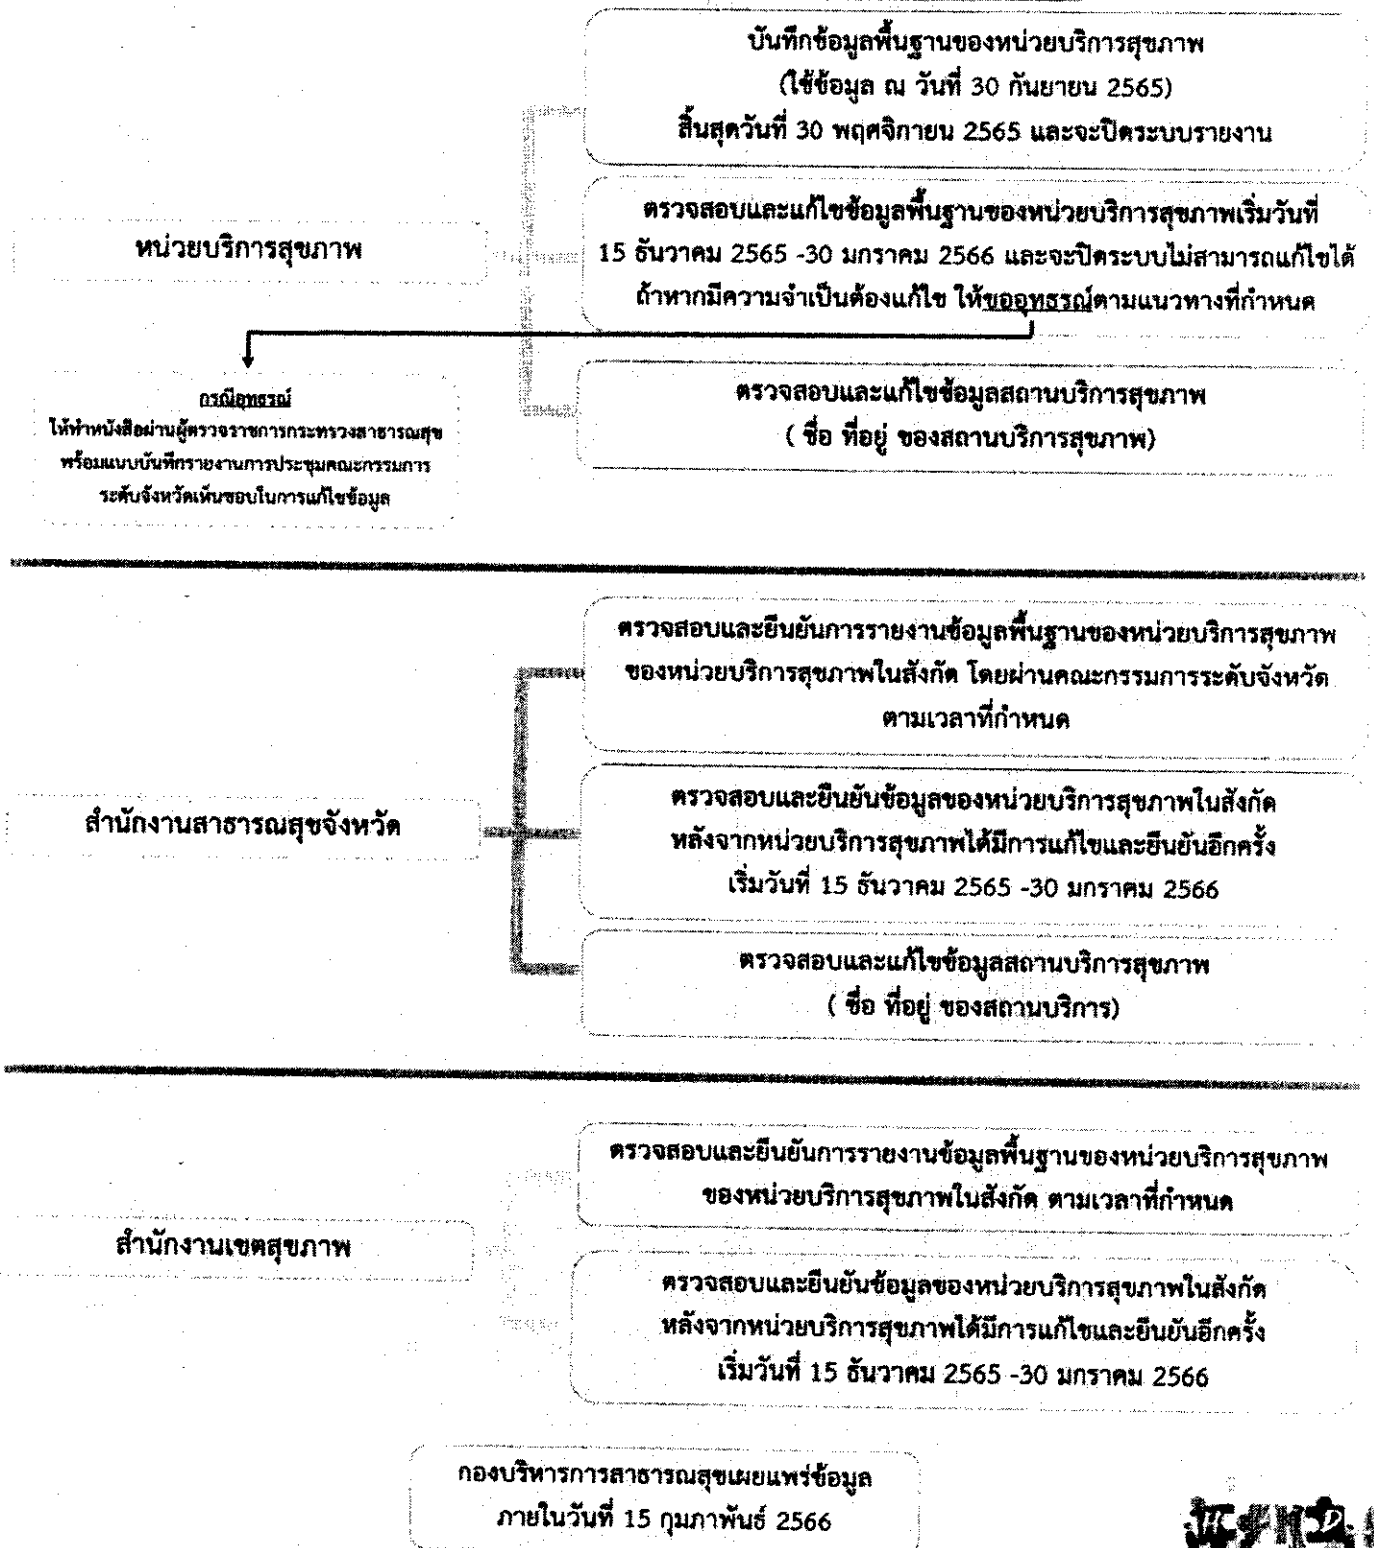 บันทึกข้อมูลพื้นฐานของหน่วยบริการสุขภาพ
(ใช้ข้อมูล ณ วันที่ 30 กันยายน 2565)
สิ้นสุดวันที่ 30 พฤศจิกายน 2565 และจะปิดระบบรายงาน
หน่วยบริการสุขภาพ
ตรวจสอบและแก้ไขข้อมูลพื้นฐานของหน่วยบริการสุขภาพเริ่มวันที่
15 ธันวาคม 2565 -30 มกราคม 2566 และจะปิดระบบไม่สามารถแก้ไขได้
ถ้าหากมีความจำเป็นต้องแก้ไข ให้ขออุทธรณ์ตามแนวทางที่กำหนด
กรณีอุทธรณ์
ให้ทำหนังสือผ่านผู้ตรวจราชการกระทรวงสาธารณสุข
พร้อมแนบบันทึกรายงานการประชุมคณะกรรมการ
ระดับจังหวัดเห็นชอบในการแก้ไขข้อมูล
ตรวจสอบและแก้ไขข้อมูลสถานบริการสุขภาพ
( ชื่อ ที่อยู่ ของสถานบริการสุขภาพ)
ตรวจสอบและยืนยันการรายงานข้อมูลพื้นฐานของหน่วยบริการสุขภาพ
ของหน่วยบริการสุขภาพในสังกัด โดยผ่านคณะกรรมการระดับจังหวัด
ตามเวลาที่กำหนด
สำนักงานสาธารณสุขจังหวัด
ตรวจสอบและยืนยันข้อมูลของหน่วยบริการสุขภาพในสังกัด
หลังจากหน่วยบริการสุขภาพได้มีการแก้ไขและยืนยันอีกครั้ง
เริ่มวันที่ 15 ธันวาคม 2565 -30 มกราคม 2566
ตรวจสอบและแก้ไขข้อมูลสถานบริการสุขภาพ
( ชื่อ ที่อยู่ ของสถานบริการ)
ตรวจสอบและยืนยันการรายงานข้อมูลพื้นฐานของหน่วยบริการสุขภาพ
ของหน่วยบริการสุขภาพในสังกัด ตามเวลาที่กำหนด
สำนักงานเขตสุขภาพ
ตรวจสอบและยืนยันข้อมูลของหน่วยบริการสุขภาพในสังกัด
หลังจากหน่วยบริการสุขภาพได้มีการแก้ไขและยืนยันอีกครั้ง
เริ่มวันที่ 15 ธันวาคม 2565 -30 มกราคม 2566
กองบริหารการสาธารณสุขเผยแพร่ข้อมูล
ภายในวันที่ 15 กุมภาพันธ์ 2566